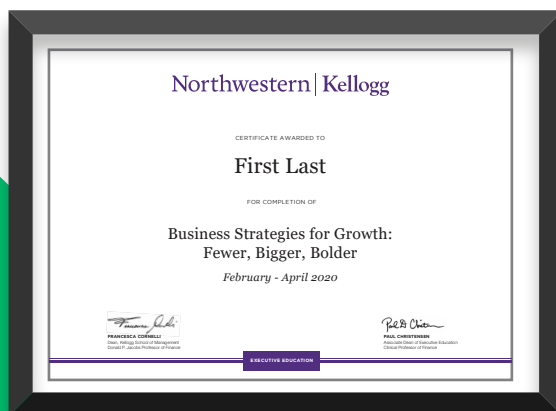 Northwestern | Kellogg
CERTIFICATE AWARDED TO
First Last
FOR COMPLETION OF
Business Strategies for Growth:
Fewer, Bigger, Bolder
February - April 2020
FRANCESCA CORNELLI
Dean, Kellogg School of Management
Donald P. Jacobs Professor of Finance
PAUL CHRISTENSEN
Associate Dean of Executive Education
Clinical Professor of Finance
EXECUTIVE EDUCATION